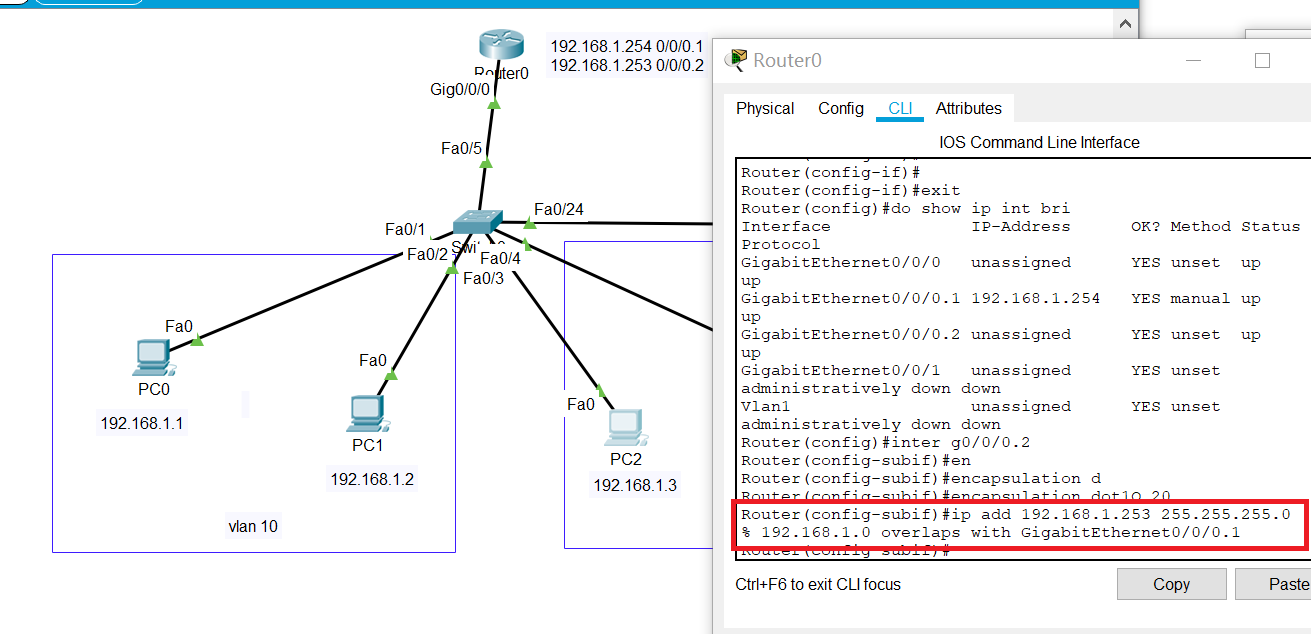 192.168.1.254 0/0/0.1
192.168.1.253 0/0/0.2
Router0
Gig0/0/0
Fa0/5
Fa0/24
Fa0/1
Fa0/2
Fa0/4
Fa0/3
Fa0
PC0
192.168.1.1
Fa0
PC1
192.168.1.2
vlan 10
Fa0
PC2
192.168.1.3
Router0
Physical Config CLI Attributes
IOS Command Line Interface
Router(config-if)#
Router(config-if)#exit
Router(config)#do show ip int bri
Interface IP-Address OK? Method Status
Protocol
GigabitEthernet0/0/0 unassigned YES unset up
up
GigabitEthernet0/0/0.1 192.168.1.254 YES manual up
up
GigabitEthernet0/0/0.2 unassigned YES unset up
up
GigabitEthernet0/0/1 unassigned YES unset
administratively down down
Vlan1 unassigned YES unset
administratively down down
Router(config)#inter g0/0/0.2
Router(config-subif)#en
Router(config-subif)#encapsulation d
Router(config-subif)#encapsulation dot1Q 20
Router(config-subif)#ip add 192.168.1.253 255.255.255.0
% 192.168.1.0 overlaps with GigabitEthernet0/0/0.1
Router(config-subif)#
Ctrl+F6 to exit CLI focus
Copy
Paste